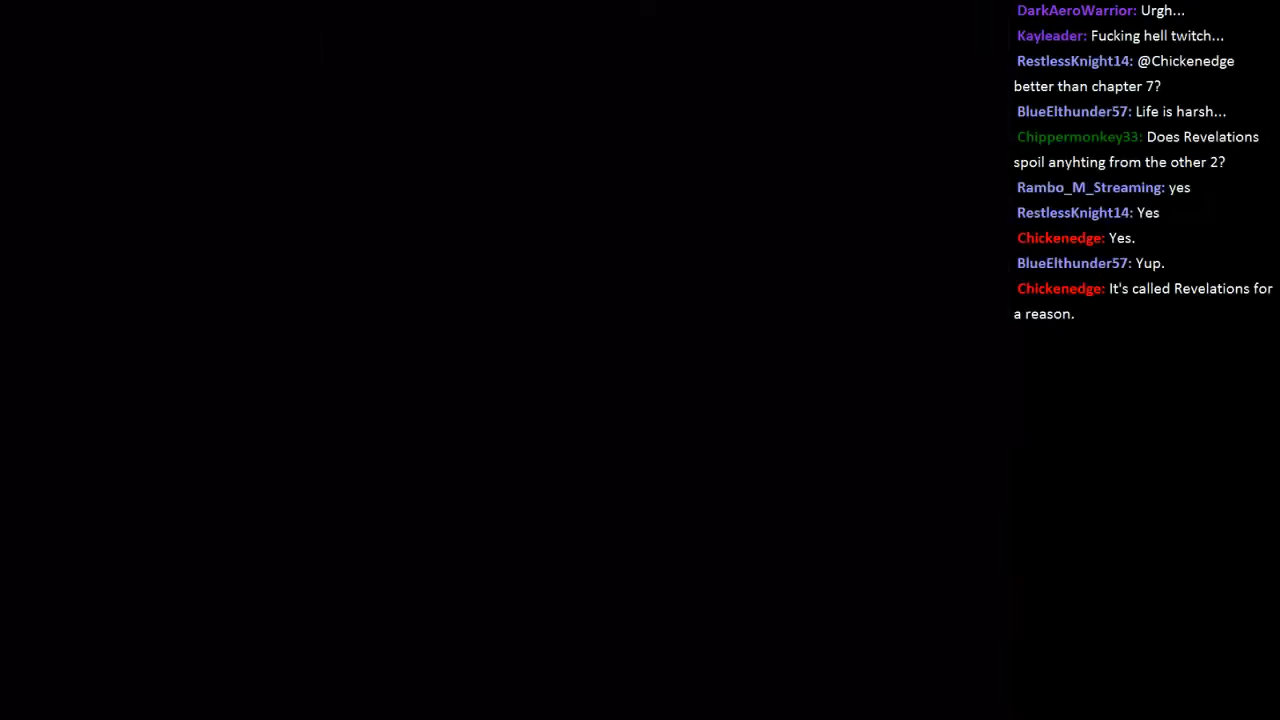 DarkAeroWarrior: Urgh...
Kayleader: Fucking hell twitch...
RestlessKnight14: @Chickenedge
better than chapter 7?
BlueElthunder57: Life is harsh...
Chippermonkey33: Does Revelations
spoil anyhting from the other 2?
Rambo_M_Streaming: yes
RestlessKnight14: Yes
Chickenedge: Yes.
BlueElthunder57: Yup.
Chickenedge: It's called Revelations for
a reason.